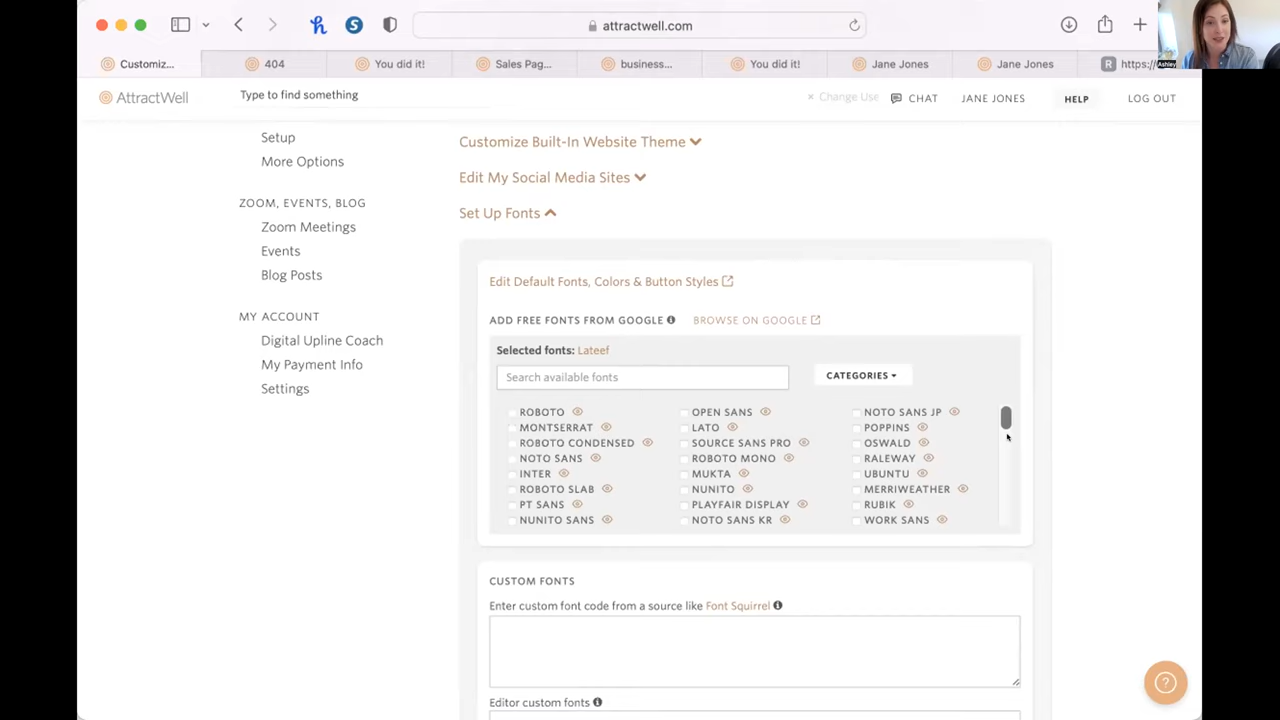 attractwell.com
Customiz...
404
You did it!
Sales Pag...
business...
You did it!
Jane Jones
Jane Jones
R https:/
Ashley
AttractWell
Type to find something
× Change Use
CHAT
JANE JONES
HELP
LOG OUT
Setup
More Options
ZOOM, EVENTS, BLOG
Zoom Meetings
Events
Blog Posts
MY ACCOUNT
Digital Upline Coach
My Payment Info
Settings
Customize Built-In Website Theme
Edit My Social Media Sites
Set Up Fonts
Edit Default Fonts, Colors & Button Styles
ADD FREE FONTS FROM GOOGLE BROWSE ON GOOGLE
Selected fonts: Lateef
Search available fonts
CATEGORIES
ROBOTO OPEN SANS NOTO SANS JP
MONTSERRAT LATO POPPINS
ROBOTO CONDENSED SOURCE SANS PRO OSWALD
NOTO SANS ROBOTO MONO RALEWAY
INTER MUKTA UBUNTU
ROBOTO SLAB NUNITO MERRIWEATHER
PT SANS PLAYFAIR DISPLAY RUBIK
NUNITO SANS NOTO SANS KR WORK SANS
CUSTOM FONTS
Enter custom font code from a source like Font Squirrel
Editor custom fonts